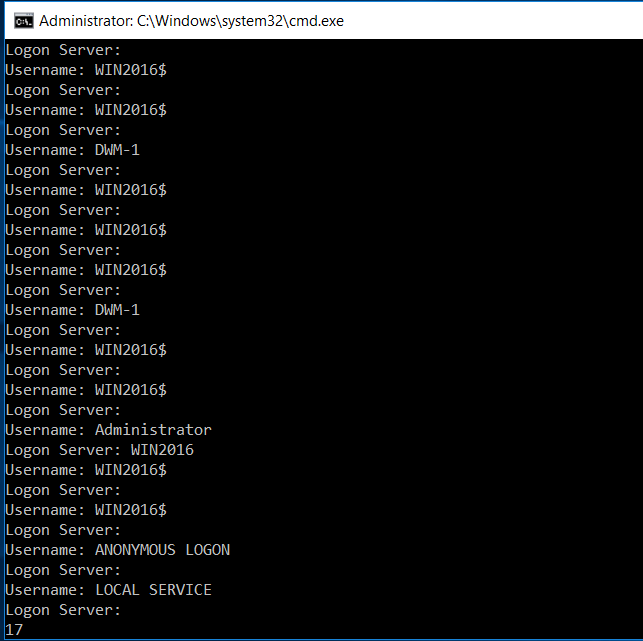 Administrator: C:\Windows\system32\cmd.exe
Logon Server:
Username: WIN2016$
Logon Server:
Username: WIN2016$
Logon Server:
Username: DWM-1
Logon Server:
Username: WIN2016$
Logon Server:
Username: WIN2016$
Logon Server:
Username: WIN2016$
Logon Server:
Username: DWM-1
Logon Server:
Username: WIN2016$
Logon Server:
Username: WIN2016$
Logon Server:
Username: Administrator
Logon Server: WIN2016
Username: WIN2016$
Logon Server:
Username: WIN2016$
Logon Server:
Username: ANONYMOUS LOGON
Logon Server:
Username: LOCAL SERVICE
Logon Server:
17